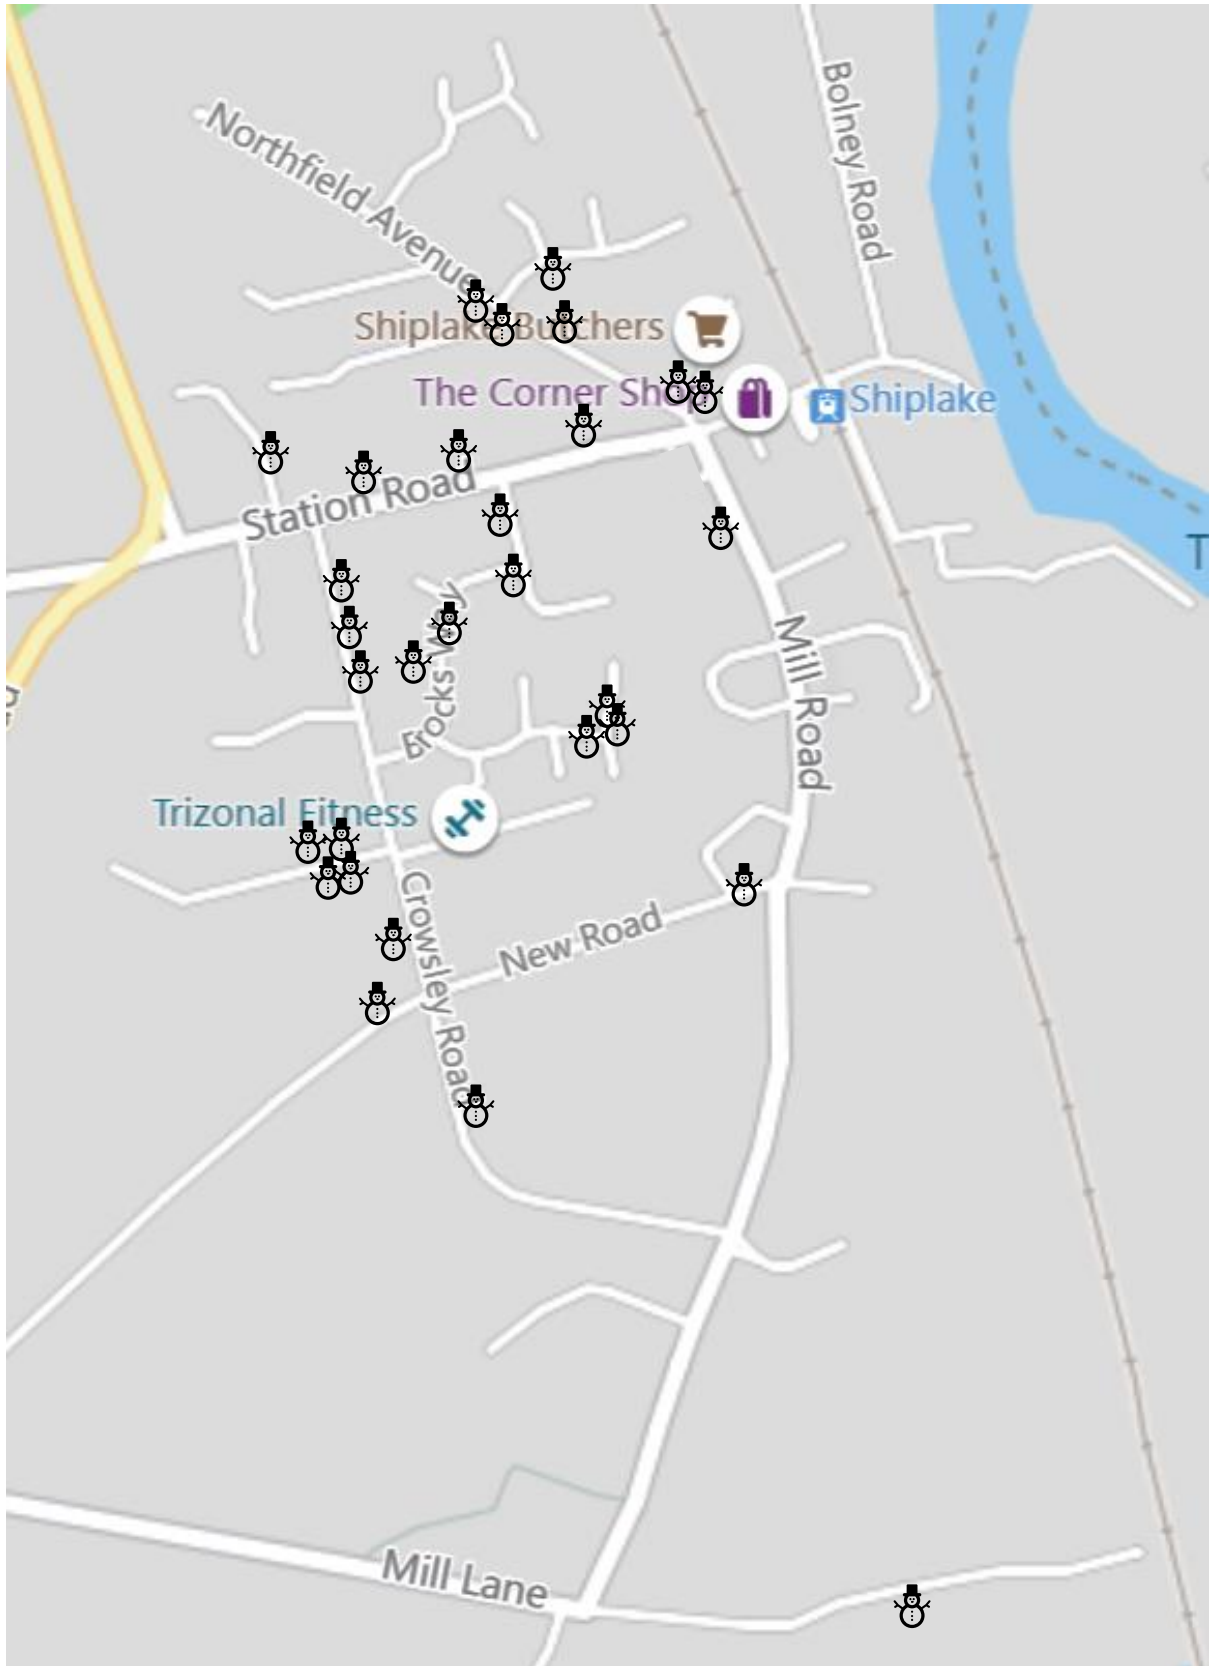 Bolney Road
Northfield Avenue
Shiplake Butchers
The Corner Shop
Shiplake
Station Road
T
Mill Road
Brocks Way
Trizonal Fitness
Crowsley Road
New Road
Mill Lane